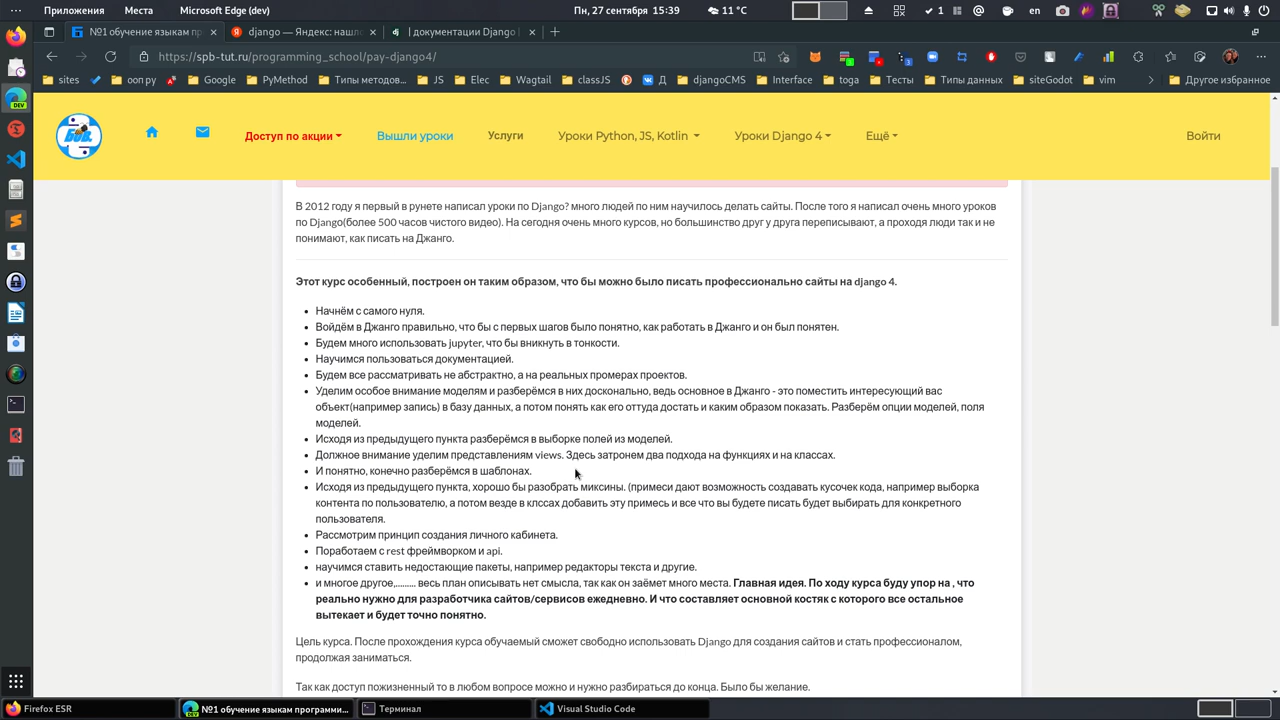 Приложения Места Microsoft Edge (dev) Пн, 27 сентября 15:39 11 °C 1 en
№1 обучение языкам пр django — Яндекс: нашло документации Django
https://spb-tut.ru/programming_school/pay-django4/
sites ооп ру Google PyMethod Типы методов... JS Elec Wagtail classJS Д djangoCMS Interface toga Тесты Типы данных siteGodot vim Другое избранное
Доступ по акции Вышли уроки Услуги Уроки Python, JS, Kotlin Уроки Django 4 Ещё Войти
В 2012 году я первый в рунете написал уроки по Django? много людей по ним научилось делать сайты. После того я написал очень много уроков
по Django(более 500 часов чистого видео). На сегодня очень много курсов, но большинство друг у друга переписывают, а проходя люди так и не
понимают, как писать на Джанго.
Этот курс особенный, построен он таким образом, что бы можно было писать профессионально сайты на django 4.
Начнём с самого нуля.
Войдём в Джанго правильно, что бы с первых шагов было понятно, как работать в Джанго и он был понятен.
Будем много использовать jupyter, что бы вникнуть в тонкости.
Научимся пользоваться документацией.
Будем все рассматривать не абстрактно, а на реальных промерах проектов.
Уделим особое внимание моделям и разберёмся в них досконально, ведь основное в Джанго - это поместить интересующий вас
объект(например запись) в базу данных, а потом понять как его оттуда достать и каким образом показать. Разберём опции моделей, поля
моделей.
Исходя из предыдущего пункта разберёмся в выборке полей из моделей.
Должное внимание уделим представлениям views. Здесь затронем два подхода на функциях и на классах.
И понятно, конечно разберёмся в шаблонах.
Исходя из предыдущего пункта, хорошо бы разобрать миксины. (примеси дают возможность создавать кусочек кода, например выборка
контента по пользователю, а потом везде в клссах добавить эту примесь и все что вы будете писать будет выбирать для конкретного
пользователя.
Рассмотрим принцип создания личного кабинета.
Поработаем с rest фреймворком и api.
научимся ставить недостающие пакеты, например редакторы текста и другие.
и многое другое,......... весь план описывать нет смысла, так как он заёмет много места. Главная идея. По ходу курса буду упор на , что
реально нужно для разработчика сайтов/сервисов ежедневно. И что составляет основной костяк с которого все остальное
вытекает и будет точно понятно.
Цель курса. После прохождения курса обучаемый сможет свободно использовать Django для создания сайтов и стать профессионалом,
продолжая заниматься.
Так как доступ пожизненный то в любом вопросе можно и нужно разбираться до конца. Было бы желание.
Firefox ESR №1 обучение языкам программи... Терминал Visual Studio Code